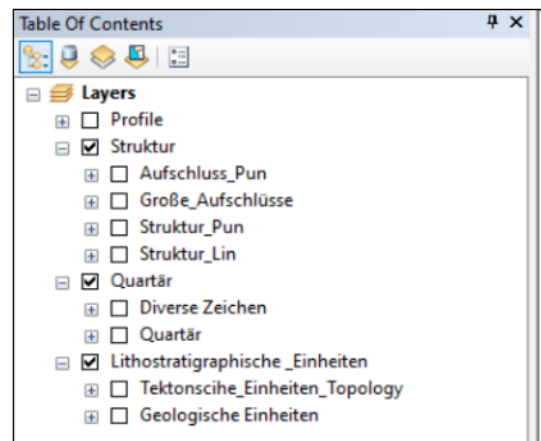 Table Of Contents
Layers
Profile
Struktur
Aufschluss_Pun
Große_Aufschlüsse
Struktur_Pun
Struktur_Lin
Quartär
Diverse Zeichen
Quartär
Lithostratigraphische _Einheiten
Tektonscihe_Einheiten_Topology
Geologische Einheiten